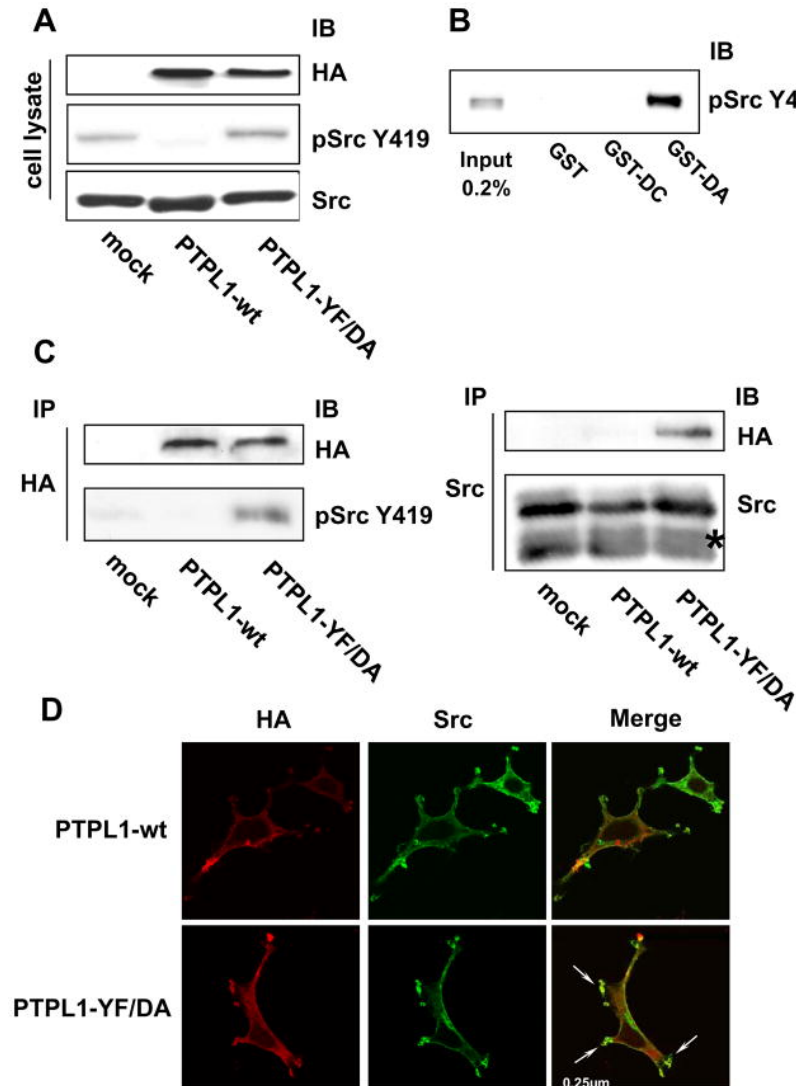 A
IB
HA
cell lysate
pSrc Y419
Src
mock
PTPL1-wt
PTPL1-YF/DA
B
IB
pSrc Y4
Input
0.2%
GST
GST-DC
GST-DA
C
IP
IB
HA
HA
pSrc Y419
mock
PTPL1-wt
PTPL1-YF/DA
IP
IB
HA
Src
Src
*
mock
PTPL1-wt
PTPL1-YF/DA
D
HA
Src
Merge
PTPL1-wt
PTPL1-YF/DA
0.25um